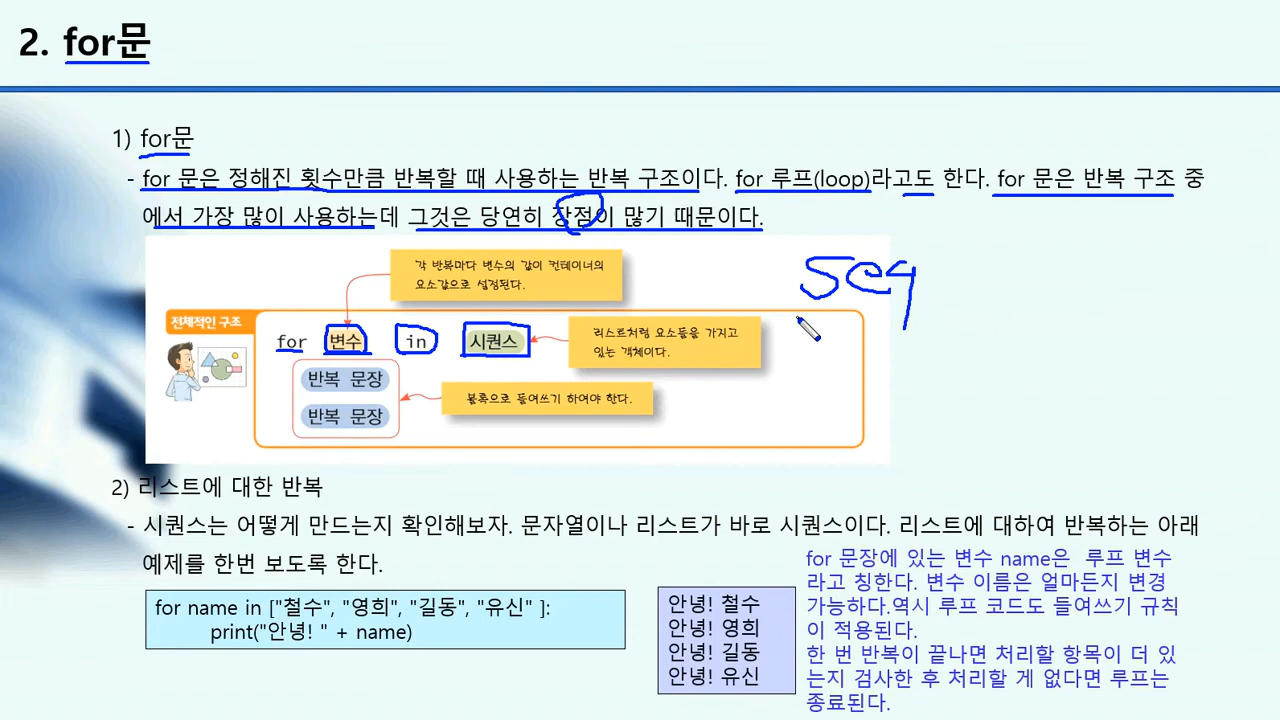 2. for문
1) for문
- for 문은 정해진 횟수만큼 반복할 때 사용하는 반복 구조이다. for 루프(loop)라고도 한다. for 문은 반복 구조 중
에서 가장 많이 사용하는데 그것은 당연히 장점이 많기 때문이다.
각 반복마다 변수의 값이 컨테이너의
요소값으로 설정된다.
seq
전체적인 구조
for 변수 in 시퀀스
리스트처럼 요소들을 가지고
있는 객체이다.
반복 문장
블록으로 들여쓰기 하여야 한다.
반복 문장
2) 리스트에 대한 반복
- 시퀀스는 어떻게 만드는지 확인해보자. 문자열이나 리스트가 바로 시퀀스이다. 리스트에 대하여 반복하는 아래
예제를 한번 보도록 한다.
for name in ["철수", "영희", "길동", "유신" ]:
print("안녕! " + name)
안녕! 철수
안녕! 영희
안녕! 길동
안녕! 유신
for 문장에 있는 변수 name은 루프 변수
라고 칭한다. 변수 이름은 얼마든지 변경
가능하다.역시 루프 코드도 들여쓰기 규칙
이 적용된다.
한 번 반복이 끝나면 처리할 항목이 더 있
는지 검사한 후 처리할 게 없다면 루프는
종료된다.